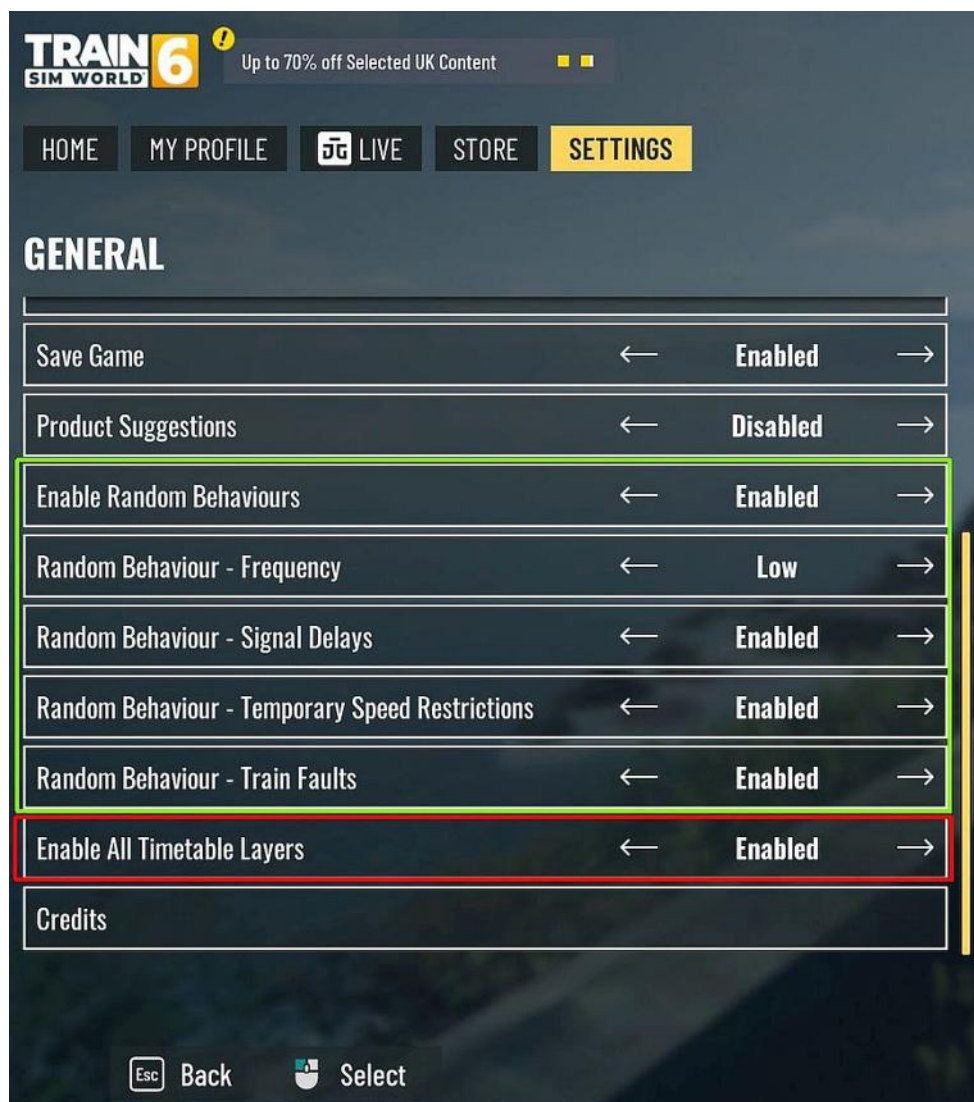 TRAIN 6
SIM WORLD
! Up to 70% off Selected UK Content
HOME MY PROFILE LIVE STORE SETTINGS
GENERAL
Save Game Enabled
Product Suggestions Disabled
Enable Random Behaviours Enabled
Random Behaviour - Frequency Low
Random Behaviour - Signal Delays Enabled
Random Behaviour - Temporary Speed Restrictions Enabled
Random Behaviour - Train Faults Enabled
Enable All Timetable Layers Enabled
Credits
Esc Back Select